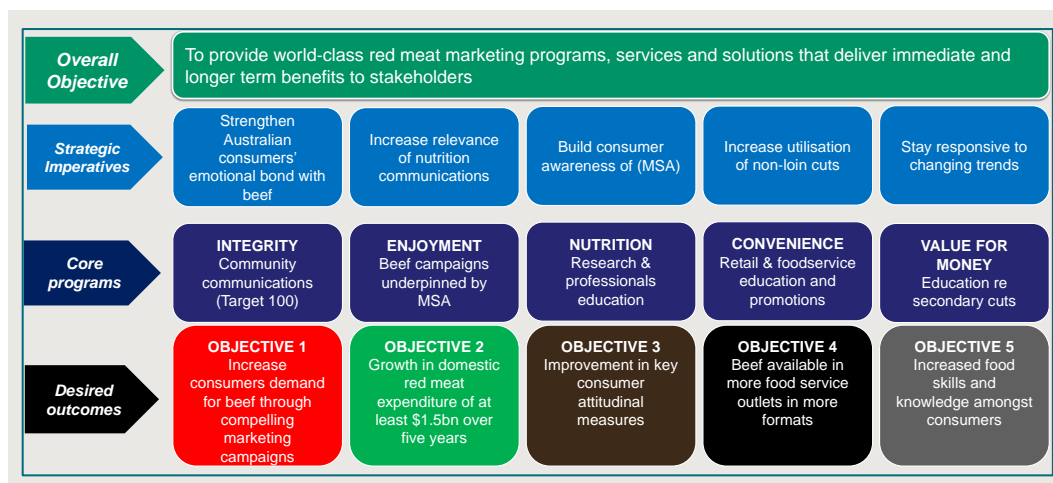 Overall
Objective
To provide world-class red meat marketing programs, services and solutions that deliver immediate and
longer term benefits to stakeholders
Strategic
Imperatives
Strengthen
Australian
consumers’
emotional bond with
beef
Increase relevance
of nutrition
communications
Build consumer
awareness of (MSA)
Increase utilisation
of non-loin cuts
Stay responsive to
changing trends
Core
programs
INTEGRITY
Community
communications
(Target 100)
ENJOYMENT
Beef campaigns
underpinned by
MSA
NUTRITION
Research &
professionals
education
CONVENIENCE
Retail & foodservice
education and
promotions
VALUE FOR
MONEY
Education re
secondary cuts
Desired
outcomes
OBJECTIVE 1
Increase
consumers demand
for beef through
compelling
marketing
campaigns
OBJECTIVE 2
Growth in domestic
red meat
expenditure of at
least $1.5bn over
five years
OBJECTIVE 3
Improvement in key
consumer
attitudinal
measures
OBJECTIVE 4
Beef available in
more food service
outlets in more
formats
OBJECTIVE 5
Increased food
skills and
knowledge amongst
consumers